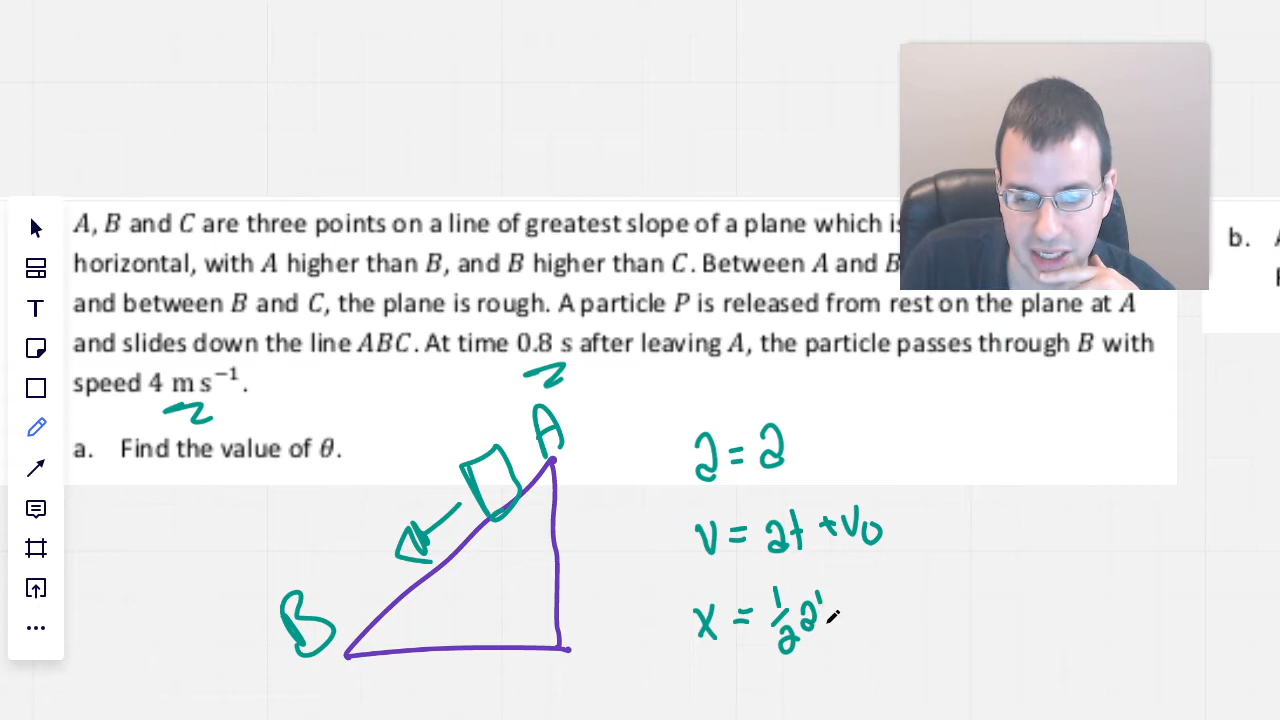 A, B and C are three points on a line of greatest slope of a plane which is
horizontal, with A higher than B, and B higher than C. Between A and B
and between B and C, the plane is rough. A particle P is released from rest on the plane at A
and slides down the line ABC. At time 0.8 s after leaving A, the particle passes through B with
speed 4 m s⁻¹.
a. Find the value of θ.
b.
A
B
a = a
v = at + v₀
x = ½ a
T